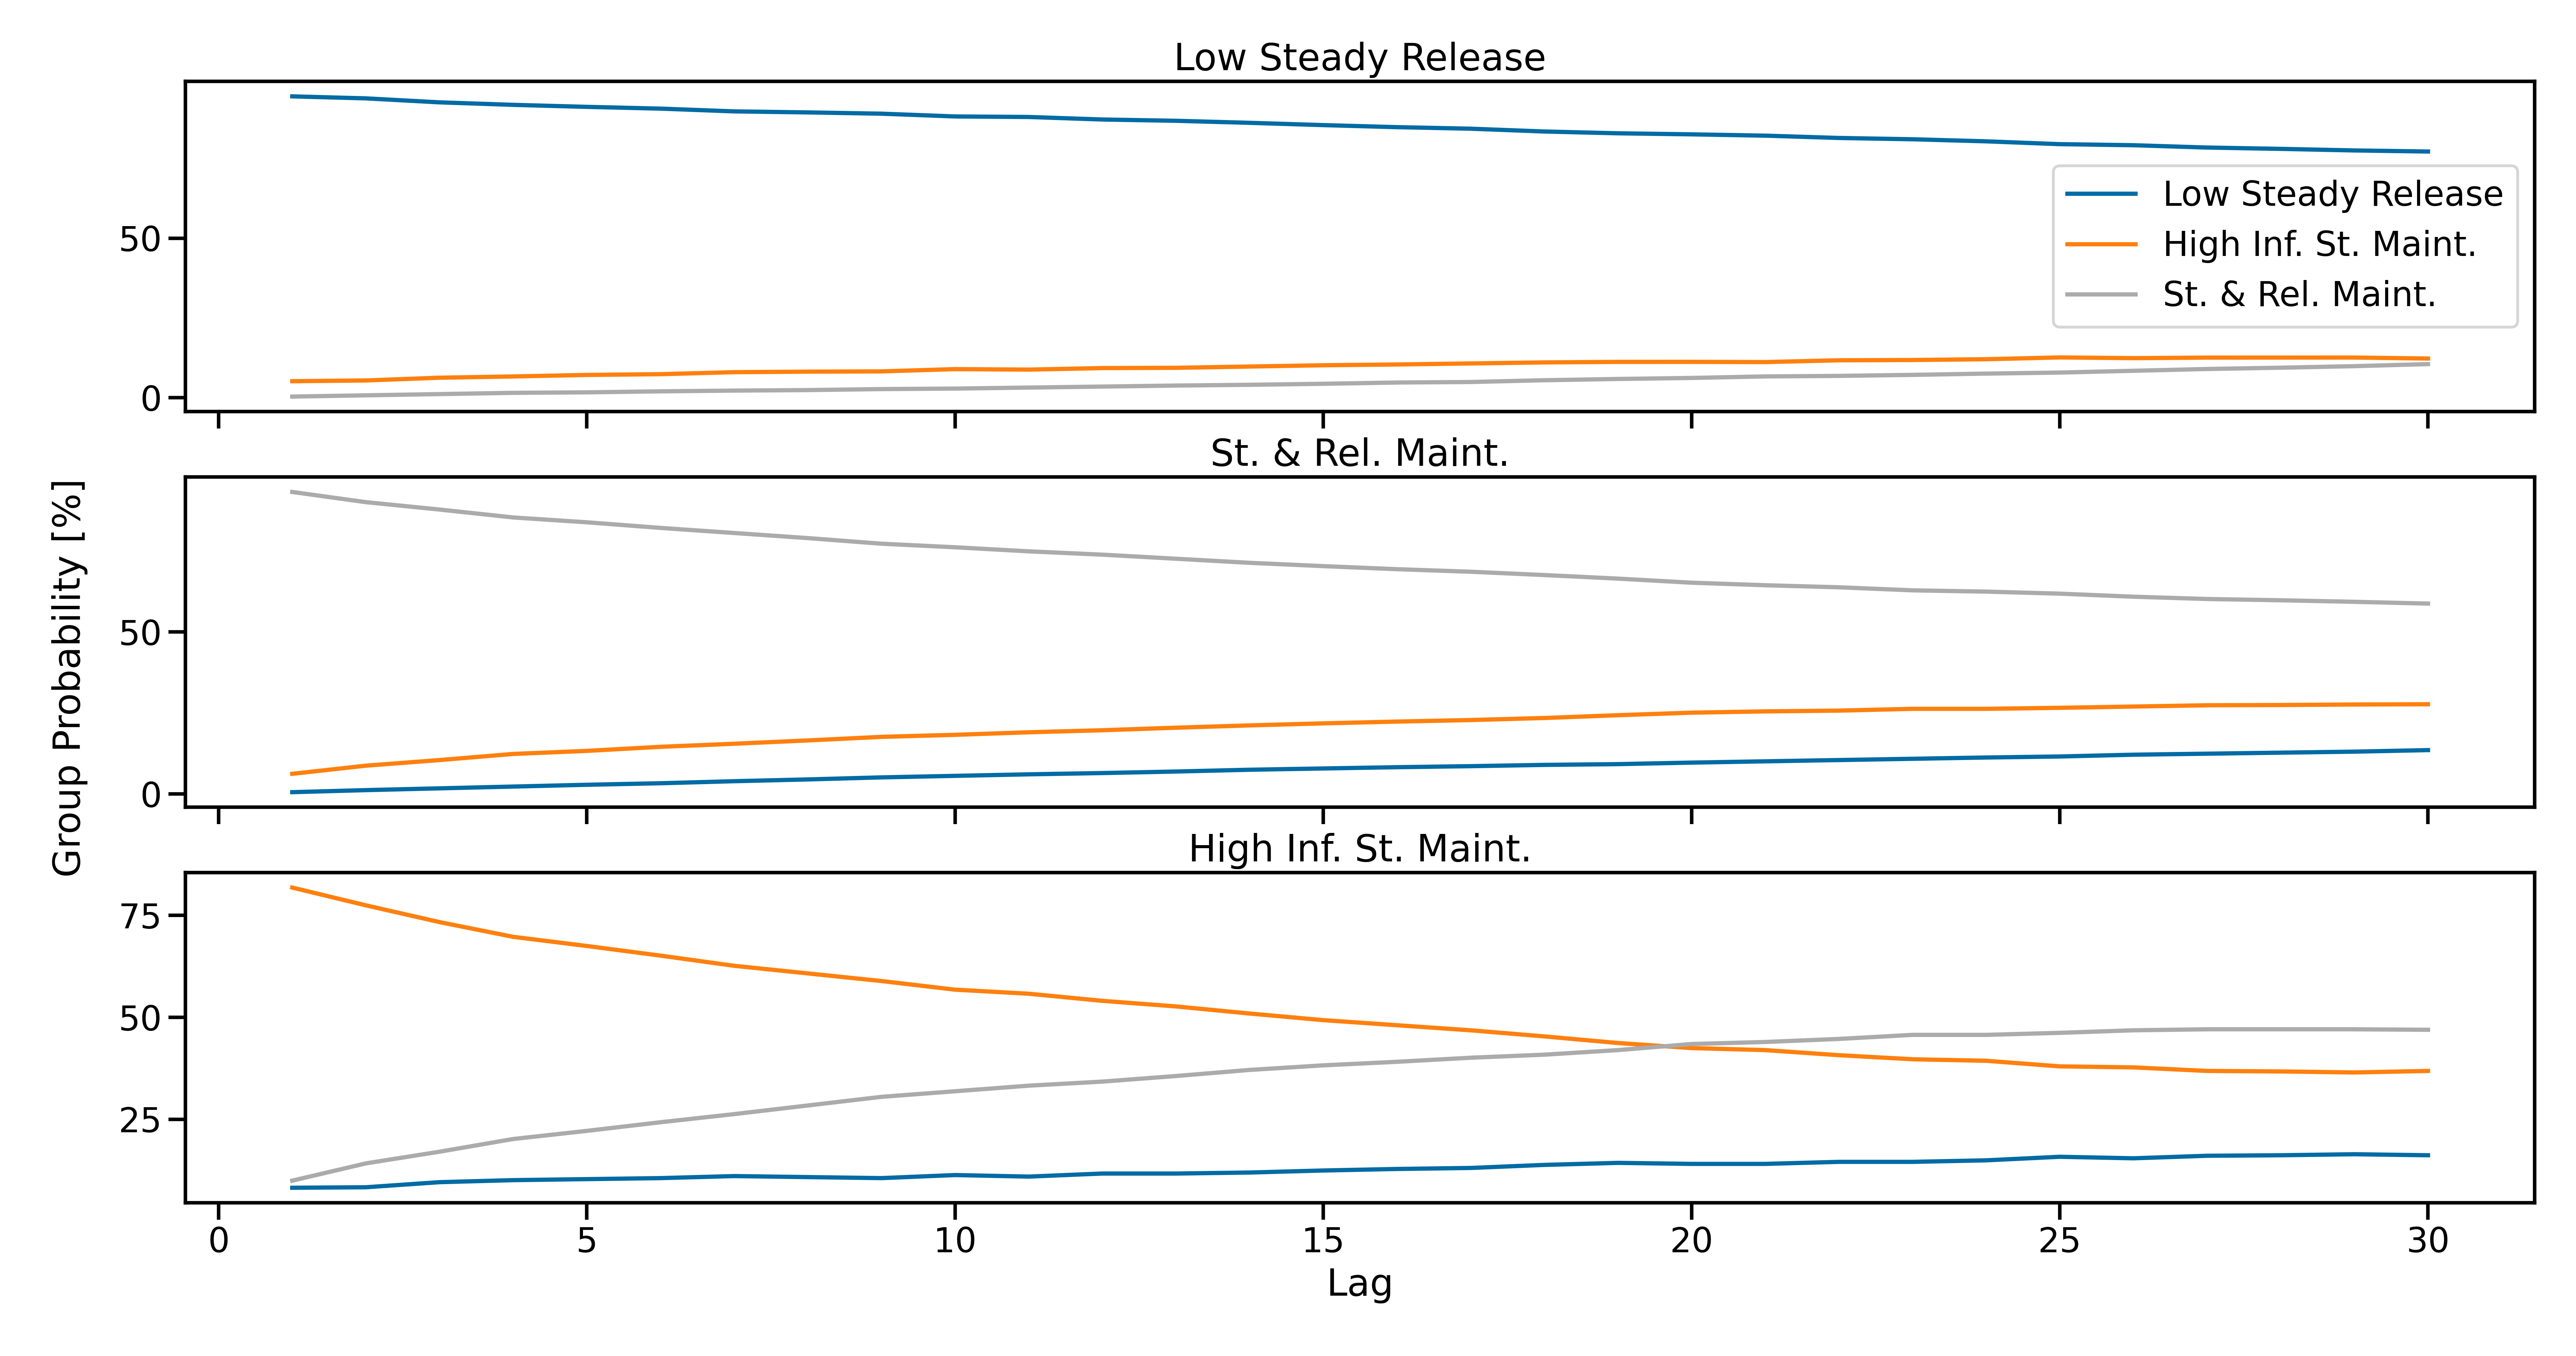 Low Steady Release
50
0
Low Steady Release
High Inf. St. Maint.
St. & Rel. Maint.
St. & Rel. Maint.
50
0
Group Probability [%]
High Inf. St. Maint.
75
50
25
0 5 10 15 20 25 30
Lag